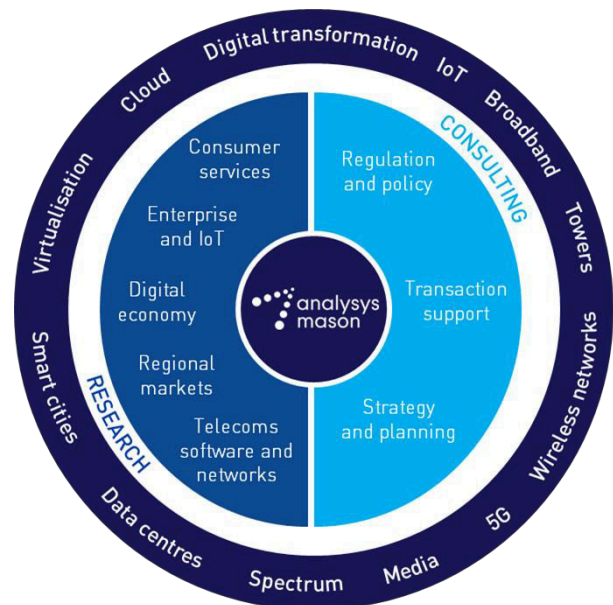 Digital transformation
IoT
Broadband
Towers
Wireless networks
5G
Media
Spectrum
Data centres
Smart cities
Virtualisation
Cloud
CONSULTING
RESEARCH
Consumer
services
Enterprise
and IoT
Digital
economy
Regional
markets
Telecoms
software and
networks
Regulation
and policy
Transaction
support
Strategy
and planning
analysys
mason